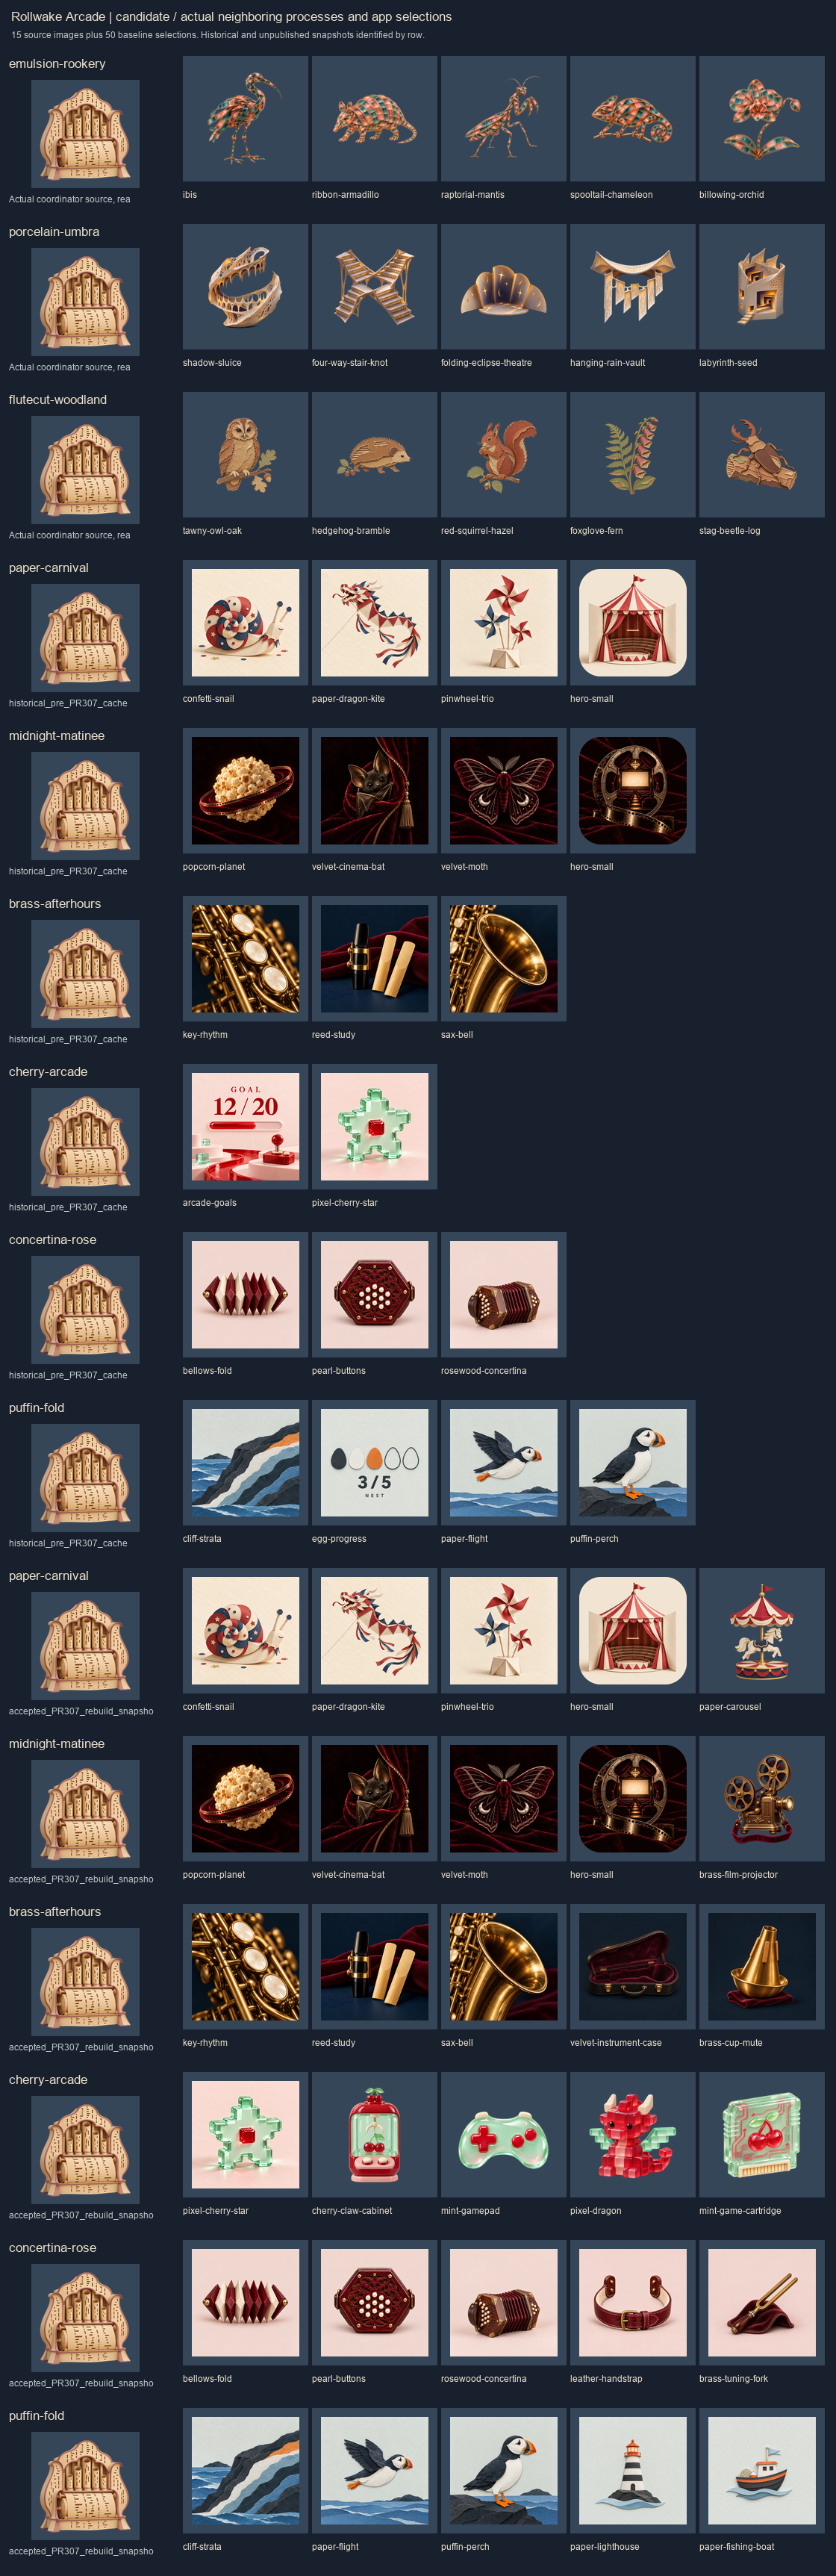 Rollwake Arcade | candidate / actual neighboring processes and app selections
15 source images plus 50 baseline selections. Historical and unpublished snapshots identified by row.
emulsion-rookery
Actual coordinator source, rea
ibis
ribbon-armadillo
raptorial-mantis
spooltail-chameleon
billowing-orchid
porcelain-umbra
Actual coordinator source, rea
shadow-sluice
four-way-stair-knot
folding-eclipse-theatre
hanging-rain-vault
labyrinth-seed
flutecut-woodland
Actual coordinator source, rea
tawny-owl-oak
hedgehog-bramble
red-squirrel-hazel
foxglove-fern
stag-beetle-log
paper-carnival
historical_pre_PR307_cache
confetti-snail
paper-dragon-kite
pinwheel-trio
hero-small
midnight-matinee
historical_pre_PR307_cache
popcorn-planet
velvet-cinema-bat
velvet-moth
hero-small
brass-afterhours
historical_pre_PR307_cache
key-rhythm
reed-study
sax-bell
cherry-arcade
GOAL
12/20
historical_pre_PR307_cache
arcade-goals
pixel-cherry-star
concertina-rose
historical_pre_PR307_cache
bellows-fold
pearl-buttons
rosewood-concertina
puffin-fold
3/5
NEST
historical_pre_PR307_cache
cliff-strata
egg-progress
paper-flight
puffin-perch
paper-carnival
accepted_PR307_rebuild_snapsho
confetti-snail
paper-dragon-kite
pinwheel-trio
hero-small
paper-carousel
midnight-matinee
accepted_PR307_rebuild_snapsho
popcorn-planet
velvet-cinema-bat
velvet-moth
hero-small
brass-film-projector
brass-afterhours
accepted_PR307_rebuild_snapsho
key-rhythm
reed-study
sax-bell
velvet-instrument-case
brass-cup-mute
cherry-arcade
accepted_PR307_rebuild_snapsho
pixel-cherry-star
cherry-claw-cabinet
mint-gamepad
pixel-dragon
mint-game-cartridge
concertina-rose
accepted_PR307_rebuild_snapsho
bellows-fold
pearl-buttons
rosewood-concertina
leather-handstrap
brass-tuning-fork
puffin-fold
accepted_PR307_rebuild_snapsho
cliff-strata
paper-flight
puffin-perch
paper-lighthouse
paper-fishing-boat